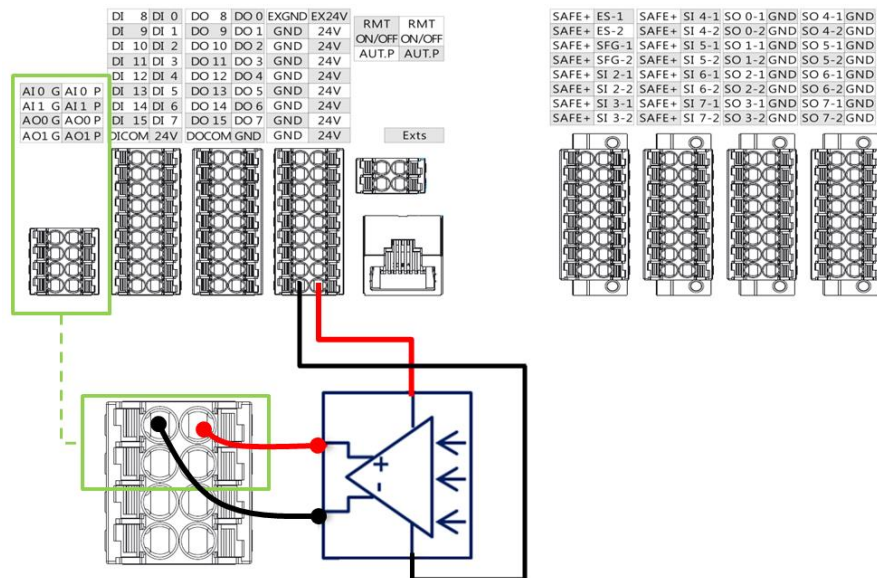 DI 8 DI 0 DO 8 DO 0 EXGND EX24V
DI 9 DI 1 DO 9 DO 1 GND 24V
DI 10 DI 2 DO 10 DO 2 GND 24V
DI 11 DI 3 DO 11 DO 3 GND 24V
DI 12 DI 4 DO 12 DO 4 GND 24V
AI0 G AI0 P DI 13 DI 5 DO 13 DO 5 GND 24V
AI1 G AI1 P DI 14 DI 6 DO 14 DO 6 GND 24V
AO0 G AO0 P DI 15 DI 7 DO 15 DO 7 GND 24V
AO1 G AO1 P DICOM 24V DOCOM GND GND 24V
RMT RMT
ON/OFF ON/OFF
AUT.P AUT.P
Exts
SAFE+ ES-1 SAFE+ SI 4-1 SO 0-1 GND SO 4-1 GND
SAFE+ ES-2 SAFE+ SI 4-2 SO 0-2 GND SO 4-2 GND
SAFE+ SFG-1 SAFE+ SI 5-1 SO 1-1 GND SO 5-1 GND
SAFE+ SFG-2 SAFE+ SI 5-2 SO 1-2 GND SO 5-2 GND
SAFE+ SI 2-1 SAFE+ SI 6-1 SO 2-1 GND SO 6-1 GND
SAFE+ SI 2-2 SAFE+ SI 6-2 SO 2-2 GND SO 6-2 GND
SAFE+ SI 3-1 SAFE+ SI 7-1 SO 3-1 GND SO 7-1 GND
SAFE+ SI 3-2 SAFE+ SI 7-2 SO 3-2 GND SO 7-2 GND
+
-